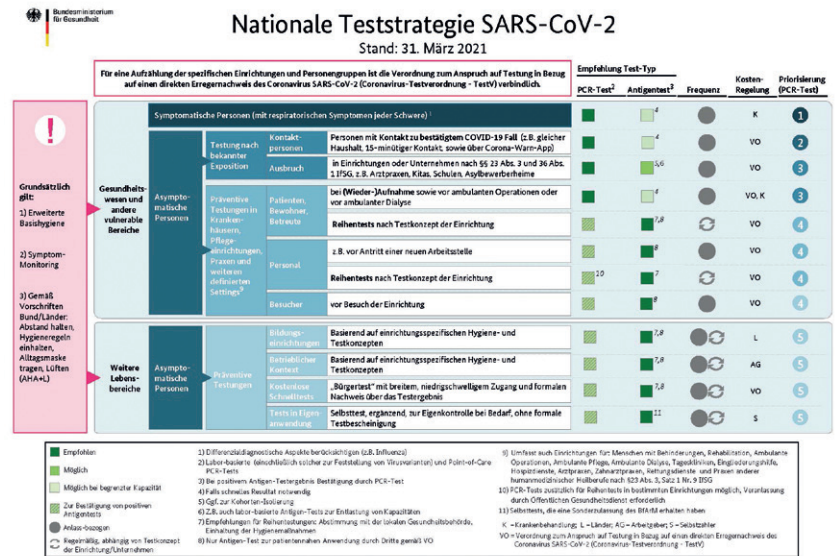 Bundesministerium
für Gesundheit
Nationale Teststrategie SARS-CoV-2
Stand: 31. März 2021
Für eine Aufzählung der spezifischen Einrichtungen und Personengruppen ist die Verordnung zum Anspruch auf Testung in Bezug
auf einen direkten Erregernachweis des Coronavirus SARS-CoV-2 (Coronavirus-Testverordnung - TestV) verbindlich.
Empfehlung Test-Typ
PCR-Test²
Antigentest³
Frequenz
Kosten-
Regelung
Priorisierung
(PCR-Test)
Grundsätzlich
gilt:
1) Erweiterte
Basishygiene
2) Symptom-
Monitoring
3) Gemäß
Vorschriften
Bund/Länder:
Abstand halten,
Hygieneregeln
einhalten,
Alltagsmaske
tragen, Lüften
(AHA+L)
Gesundheits-
wesen und
andere
vulnerable
Bereiche
Symptomatische Personen (mit respiratorischen Symptomen jeder Schwere) ¹
4
K
1
Asympto-
matische
Personen
Testung nach
bekannter
Exposition
Kontakt-
personen
Personen mit Kontakt zu bestätigtem COVID-19 Fall (z.B. gleicher
Haushalt, 15-minütiger Kontakt, sowie über Corona-Warn-App)
4
VO
2
Ausbruch
in Einrichtungen oder Unternehmen nach §§ 23 Abs. 3 und 36 Abs.
1 IfSG, z.B. Arztpraxen, Kitas, Schulen, Asylbewerberheime
5,6
VO
3
Präventive
Testungen in
Kranken-
häusern,
Pflege-
einrichtungen,
Praxen und
weiteren
definierten
Settings⁹
Patienten,
Bewohner,
Betreute
bei (Wieder-)Aufnahme sowie vor ambulanten Operationen oder
vor ambulanter Dialyse
4
VO, K
3
Reihentests nach Testkonzept der Einrichtung
7,8
VO
4
Personal
z.B. vor Antritt einer neuen Arbeitsstelle
8
VO
4
Reihentests nach Testkonzept der Einrichtung
10
7
VO
4
Besucher
vor Besuch der Einrichtung
8
VO
4
Weitere
Lebens-
bereiche
Asympto-
matische
Personen
Präventive
Testungen
Bildungs-
einrichtungen
Basierend auf einrichtungsspezifischen Hygiene- und
Testkonzepten
7,8
L
5
Betrieblicher
Kontext
Basierend auf einrichtungsspezifischen Hygiene- und
Testkonzepten
7,8
AG
5
Kostenlose
Schnelltests
„Bürgertest“ mit breitem, niedrigschwelligem Zugang und formalen
Nachweis über das Testergebnis
7,8
VO
5
Tests in Eigen-
anwendung
Selbsttest, ergänzend, zur Eigenkontrolle bei Bedarf, ohne formale
Testbescheinigung
11
S
5
Empfohlen
Möglich
Möglich bei begrenzter Kapazität
Zur Bestätigung von positiven
Antigentests
Anlass-bezogen
Regelmäßig, abhängig von Testkonzept
der Einrichtung/Unternehmen
1) Differenzialdiagnostische Aspekte berücksichtigen (z.B. Influenza)
2) Labor-basierte (einschließlich solcher zur Feststellung von Virusvarianten) und Point-of-Care
PCR-Tests
3) Bei positivem Antigen-Testergebnis Bestätigung durch PCR-Test
4) Falls schnelles Resultat notwendig
5) Ggf. zur Kohorten-Isolierung
6) Z.B. auch labor-basierte Antigen-Tests zur Entlastung von Kapazitäten
7) Empfehlungen für Reihentestungen: Abstimmung mit der lokalen Gesundheitsbehörde,
Einhaltung der Hygienemaßnahmen
8) Nur Antigen-Test zur patientennahen Anwendung durch Dritte gemäß VO
9) Umfasst auch Einrichtungen für: Menschen mit Behinderungen, Rehabilitation, Ambulante
Operationen, Ambulante Pflege, Ambulante Dialyse, Tageskliniken, Eingliederungshilfe,
Hospizdienste, Arztpraxen, Zahnarztpraxen, Rettungsdienste und Praxen anderer
humanmedizinischer Heilberufe nach §23 Abs. 3, Satz 1 Nr. 9 IfSG
10) PCR-Tests zusätzlich für Reihentests in bestimmten Einrichtungen möglich, Veranlassung
durch Öffentlichen Gesundheitsdienst erforderlich
11) Selbsttests, die eine Sonderzulassung des BfArM erhalten haben
K - Krankenbehandlung; L - Länder; AG - Arbeitgeber; S - Selbstzahler
VO - Verordnung zum Anspruch auf Testung in Bezug auf einen direkten Erregernachweis des
Coronavirus SARS-CoV-2 (Coronavirus-Testverordnung - TestV)